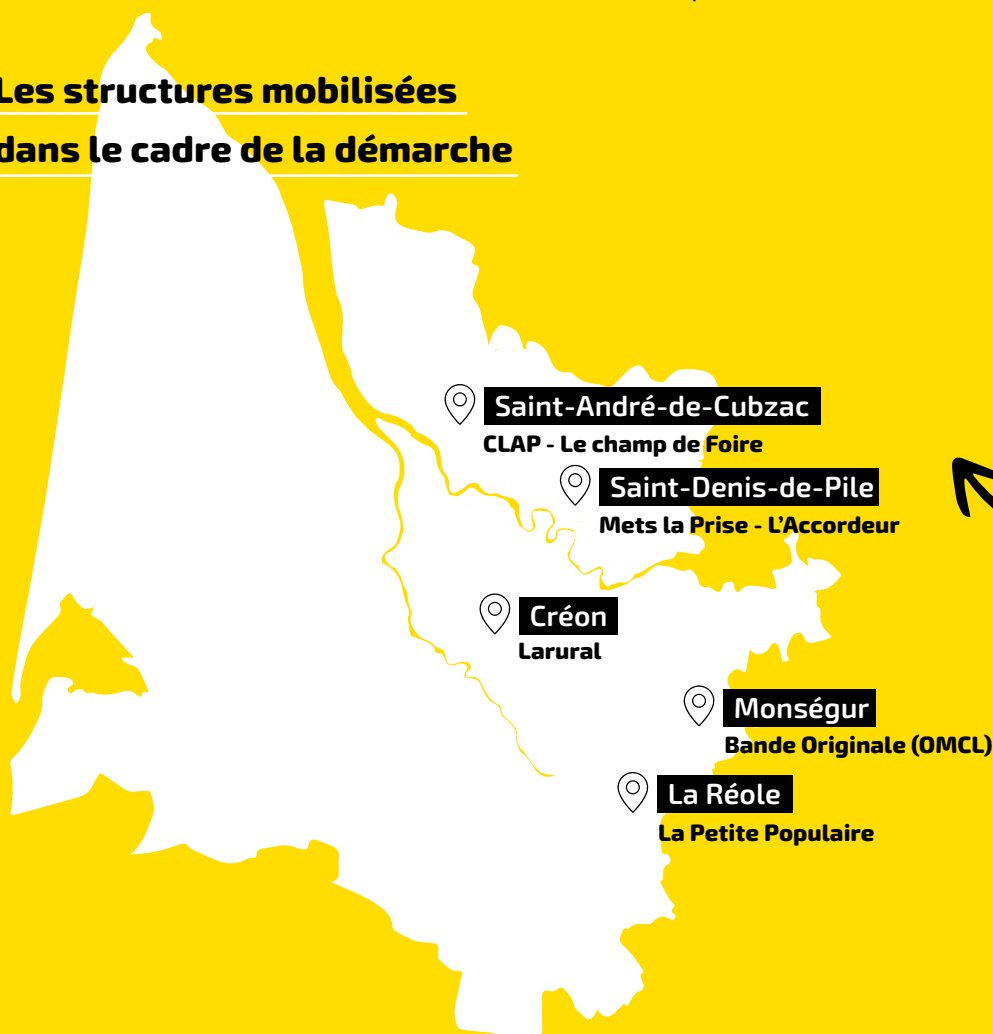 Les structures mobilisées
dans le cadre de la démarche
Saint-André-de-Cubzac
CLAP - Le champ de Foire
Saint-Denis-de-Pile
Mets la Prise - L’Accordeur
Créon
Larural
Monségur
Bande Originale (OMCL)
La Réole
La Petite Populaire